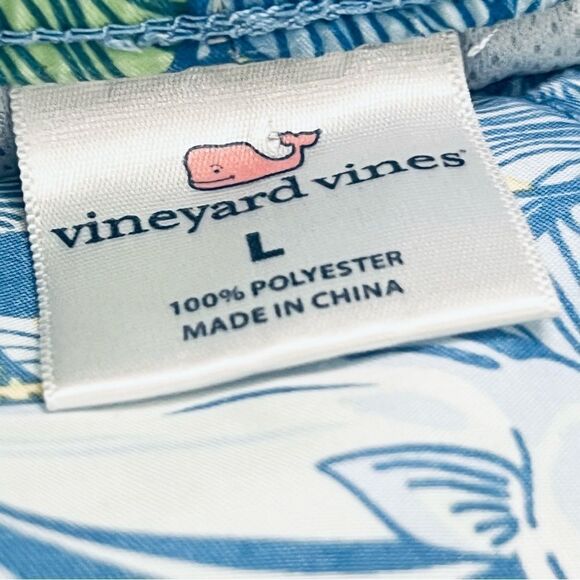 vineyard vines
L
100% POLYESTER
MADE IN CHINA